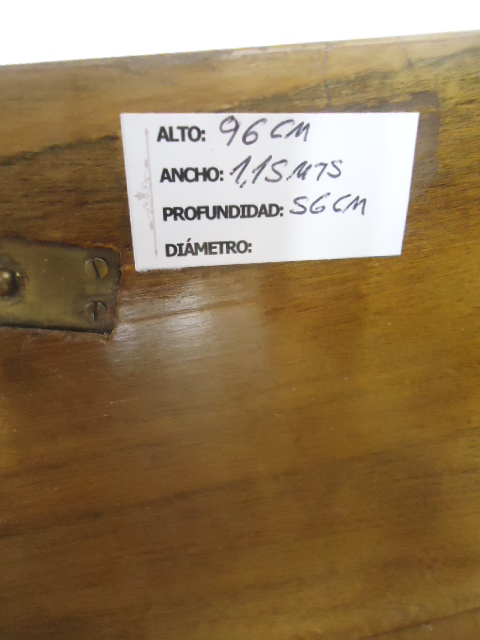 ALTO: 96 CM
ANCHO: 1,15 MTS
PROFUNDIDAD: 56 CM
DIÁMETRO: